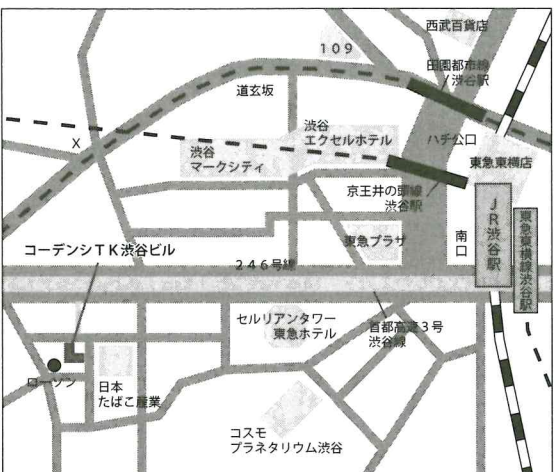 西武百貨店
109
田園都市線
渋谷駅
道玄坂
渋谷
エクセルホテル
ハチ公口
X
渋谷
マークシティ
東急東横店
京王井の頭線
渋谷駅
JR渋谷駅
東急東横線渋谷駅
南口
東急プラザ
コーデンシTK渋谷ビル
246号線
セルリアンタワー
東急ホテル
首都高速3号
渋谷線
ローソン
日本
たばこ産業
コスモ
プラネタリウム渋谷